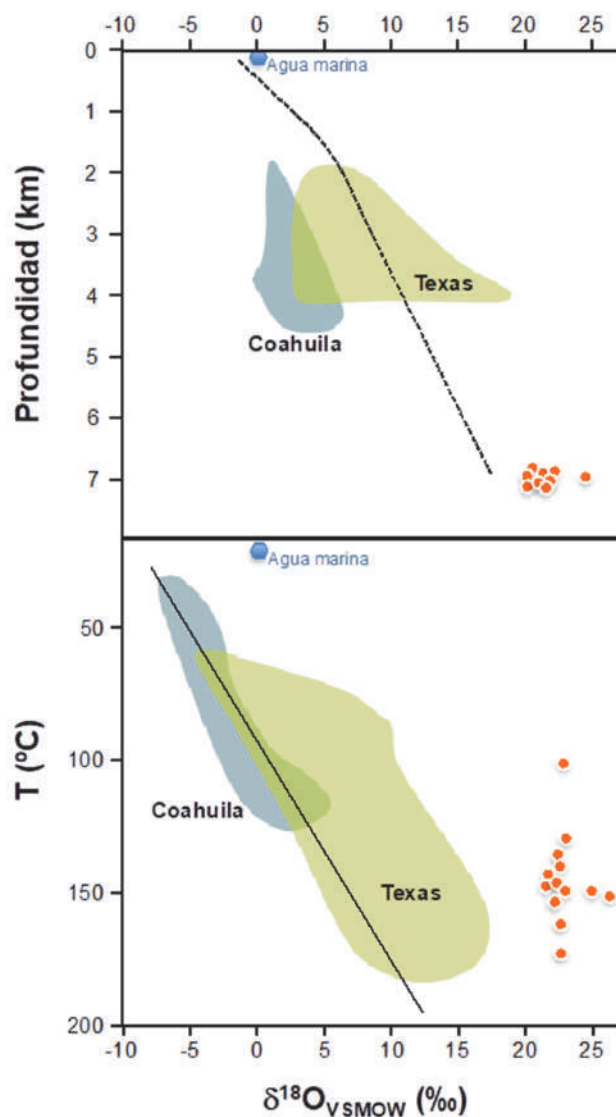 -10 -5 0 5 10 15 20 25
0
Agua marina
1
2
3
Texas
4
Coahuila
5
6
7
Profundidad (km)
Agua marina
50
100
Coahuila
Texas
150
200
T (ºC)
-10 -5 0 5 10 15 20 25
δ¹⁸O_VSMOW (‰)